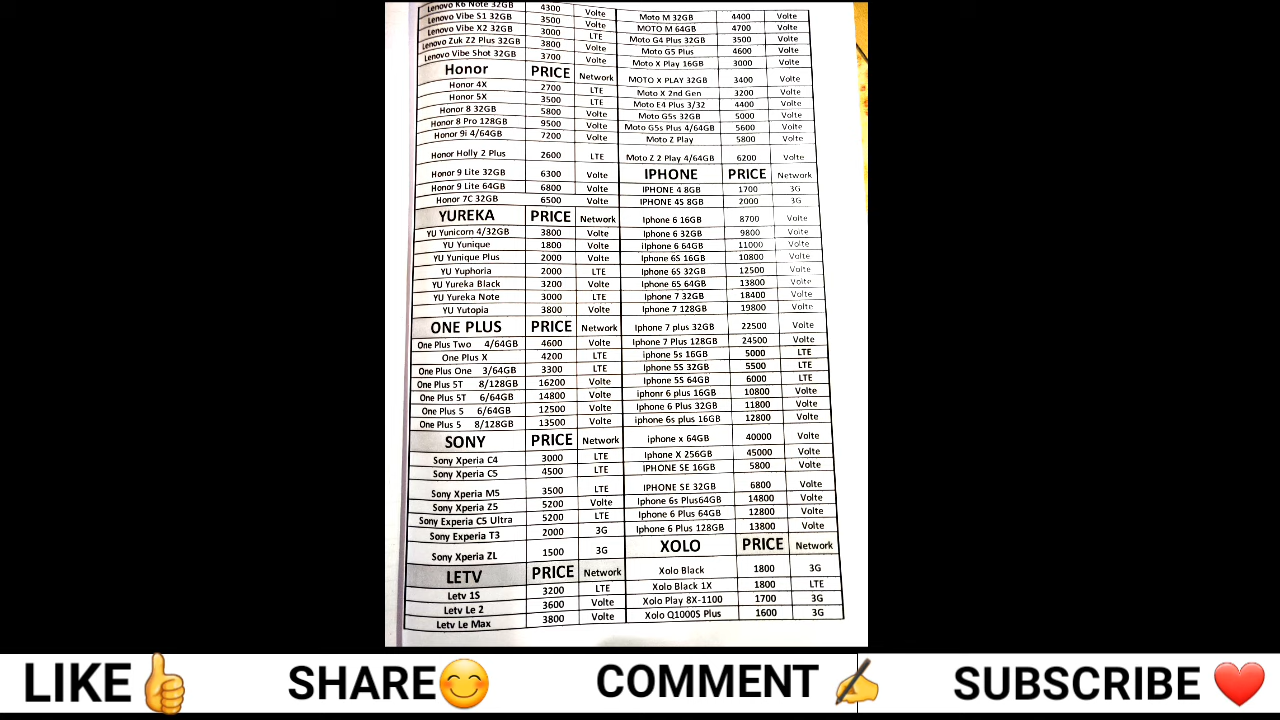 Lenovo K6 Note 32GB 4300 Volte
Lenovo Vibe S1 32GB 3500 Volte
Lenovo Vibe X2 32GB 3000 LTE
Lenovo Zuk Z2 Plus 32GB 3800 Volte
Lenovo Vibe Shot 32GB 3700 Volte
Honor PRICE Network
Honor 4X 2700 LTE
Honor 5X 3500 LTE
Honor 8 32GB 5800 Volte
Honor 8 Pro 128GB 9500 Volte
Honor 9i 4/64GB 7200 Volte
Honor Holly 2 Plus 2600 LTE
Honor 9 Lite 32GB 6300 Volte
Honor 9 Lite 64GB 6800 Volte
Honor 7C 32GB 6500 Volte
YUREKA PRICE Network
YU Yunicorn 4/32GB 3800 Volte
YU Yunique 1800 Volte
YU Yunique Plus 2000 Volte
YU Yuphoria 2000 LTE
YU Yureka Black 3200 Volte
YU Yureka Note 3000 LTE
YU Yutopia 3800 Volte
ONE PLUS PRICE Network
One Plus Two 4/64GB 4600 Volte
One Plus X 4200 LTE
One Plus One 3/64GB 3300 LTE
One Plus 5T 8/128GB 16200 Volte
One Plus 5T 6/64GB 14800 Volte
One Plus 5 6/64GB 12500 Volte
One Plus 5 8/128GB 13500 Volte
SONY PRICE Network
Sony Xperia C4 3000 LTE
Sony Xperia C5 4500 LTE
Sony Xperia M5 3500 LTE
Sony Xperia Z5 5200 Volte
Sony Experia C5 Ultra 5200 LTE
Sony Experia T3 2000 3G
Sony Xperia ZL 1500 3G
LETV PRICE Network
Letv 1S 3200 LTE
Letv Le 2 3600 Volte
Letv Le Max 3800 Volte
Moto M 32GB 4400 Volte
MOTO M 64GB 4700 Volte
Moto G4 Plus 32GB 3500 Volte
Moto G5 Plus 4600 Volte
Moto X Play 16GB 3000 Volte
MOTO X PLAY 32GB 3400 Volte
Moto X 2nd Gen 3200 Volte
Moto E4 Plus 3/32 4400 Volte
Moto G5s 32GB 5000 Volte
Moto G5s Plus 4/64GB 5600 Volte
Moto Z Play 5800 Volte
Moto Z 2 Play 4/64GB 6200 Volte
IPHONE PRICE Network
IPHONE 4 8GB 1700 3G
IPHONE 4S 8GB 2000 3G
Iphone 6 16GB 8700 Volte
Iphone 6 32GB 9800 Volte
iIphone 6 64GB 11000 Volte
Iphone 6S 16GB 10800 Volte
Iphone 6S 32GB 12500 Volte
Iphone 6S 64GB 13800 Volte
Iphone 7 32GB 18400 Volte
Iphone 7 128GB 19800 Volte
Iphone 7 plus 32GB 22500 Volte
Iphone 7 Plus 128GB 24500 Volte
iphone 5s 16GB 5000 LTE
Iphone 5S 32GB 5500 LTE
Iphone 5S 64GB 6000 LTE
iphonr 6 plus 16GB 10800 Volte
Iphone 6 Plus 32GB 11800 Volte
iphone 6s plus 16GB 12800 Volte
iphone x 64GB 40000 Volte
Iphone X 256GB 45000 Volte
IPHONE SE 16GB 5800 Volte
IPHONE SE 32GB 6800 Volte
Iphone 6s Plus64GB 14800 Volte
Iphone 6 Plus 64GB 12800 Volte
Iphone 6 Plus 128GB 13800 Volte
XOLO PRICE Network
Xolo Black 1800 3G
Xolo Black 1X 1800 LTE
Xolo Play 8X-1100 1700 3G
Xolo Q1000S Plus 1600 3G
LIKE SHARE COMMENT SUBSCRIBE